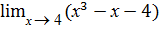 lim_{x→4}(x³ − x − 4)